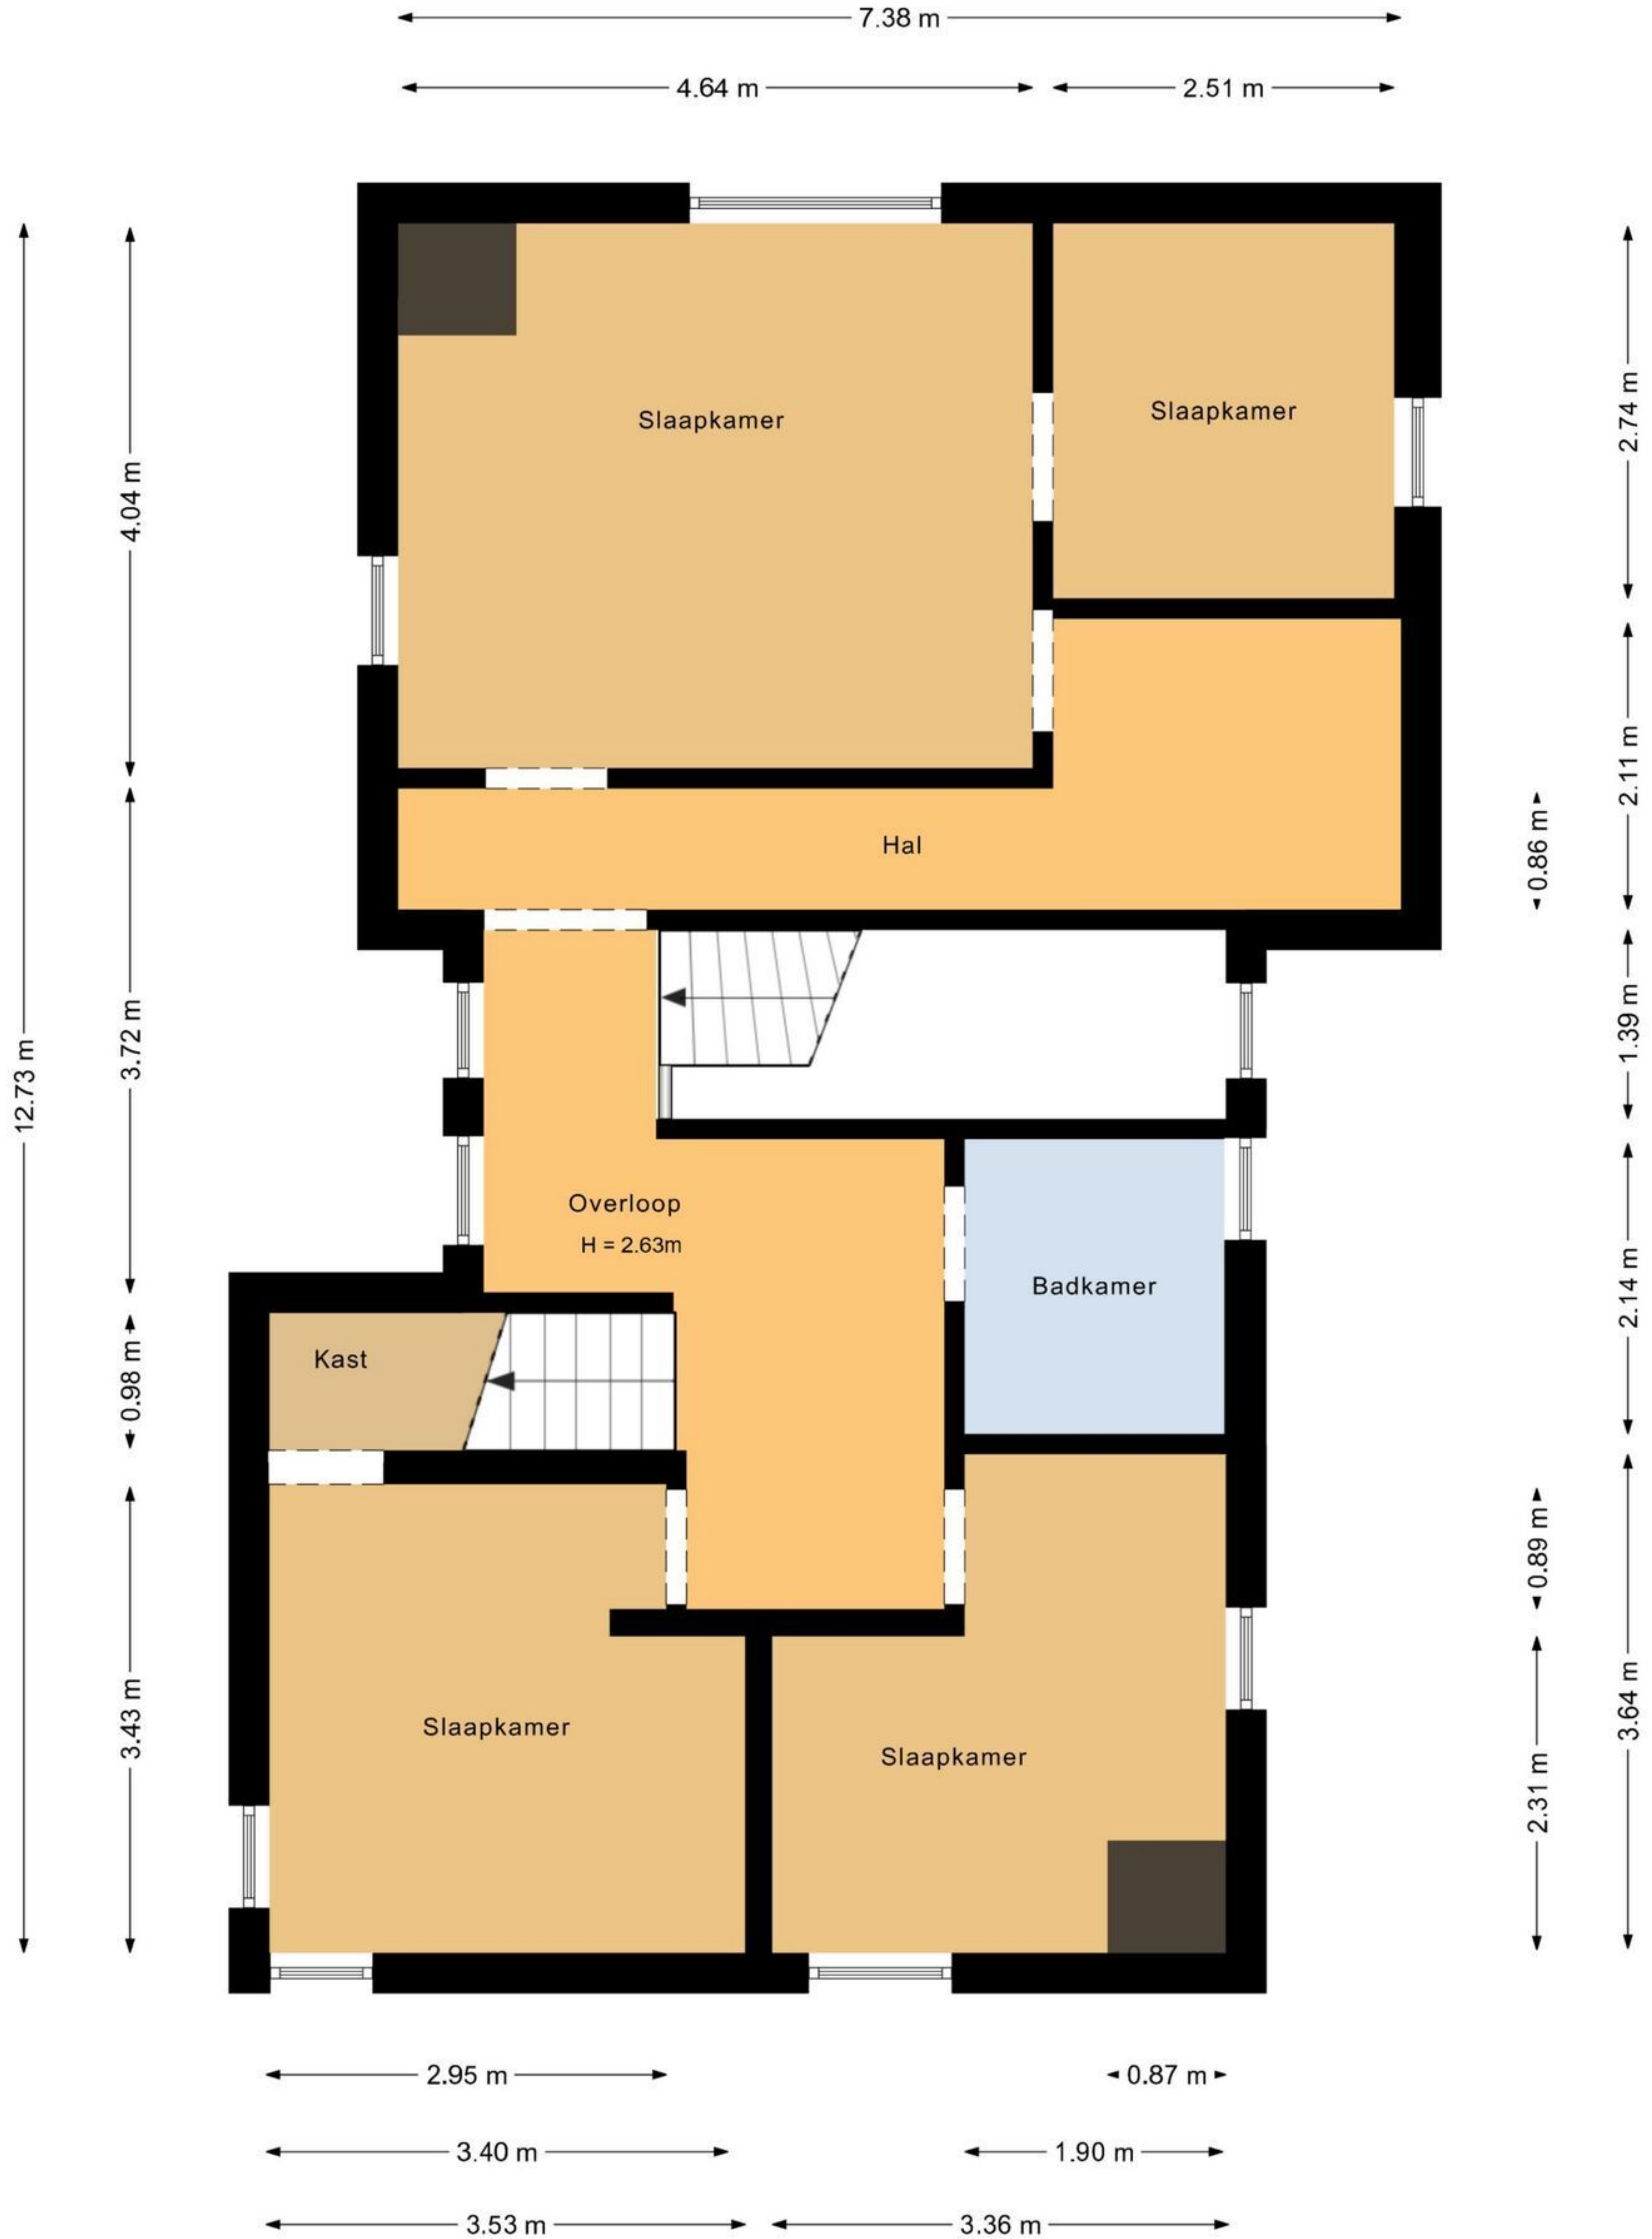 7.38 m
4.64 m
2.51 m
Slaapkamer
Slaapkamer
2.74 m
4.04 m
2.11 m
Hal
0.86 m
12.73 m
3.72 m
1.39 m
Overloop
H = 2.63m
Badkamer
2.14 m
Kast
0.98 m
0.89 m
Slaapkamer
Slaapkamer
3.43 m
3.64 m
2.31 m
2.95 m
0.87 m
3.40 m
1.90 m
3.53 m
3.36 m